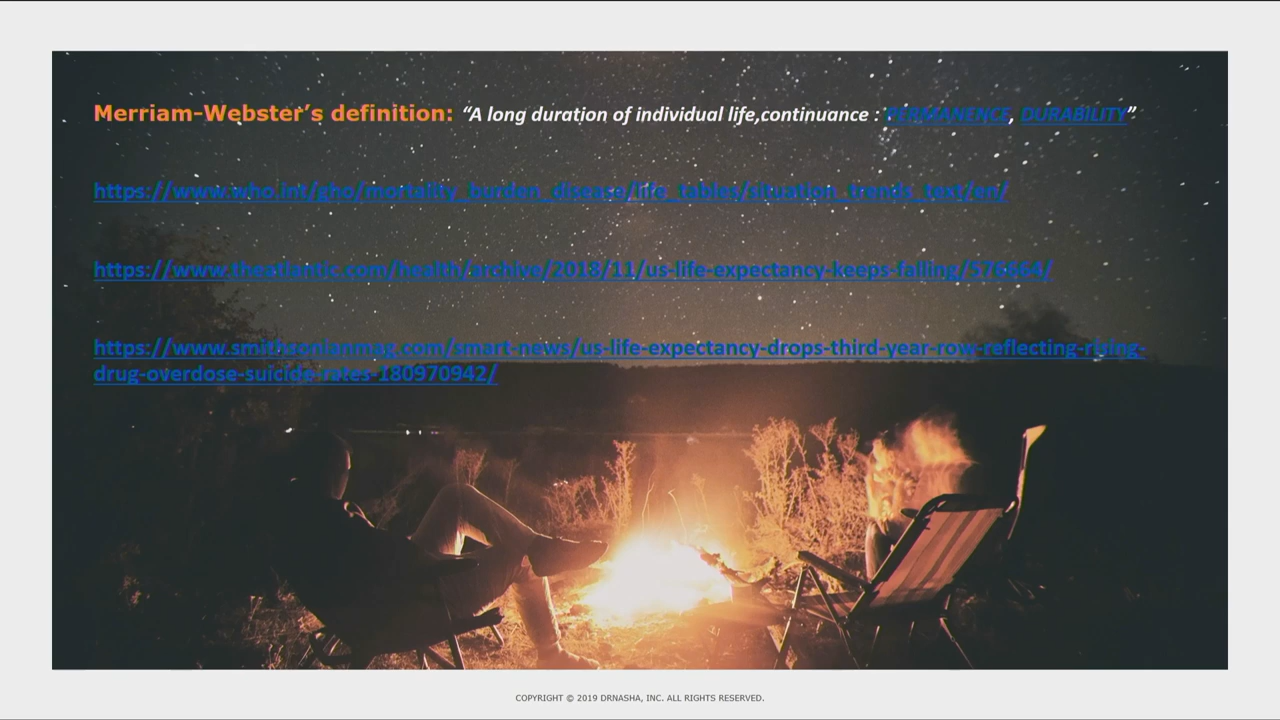 Merriam-Webster’s definition: “A long duration of individual life,continuance : PERMANENCE, DURABILITY”
https://www.who.int/gho/mortality_burden_disease/life_tables/situation_trends_text/en/
https://www.theatlantic.com/health/archive/2018/11/us-life-expectancy-keeps-falling/576664/
https://www.smithsonianmag.com/smart-news/us-life-expectancy-drops-third-year-row-reflecting-rising-
drug-overdose-suicide-rates-180970942/
COPYRIGHT © 2019 DRNASHA, INC. ALL RIGHTS RESERVED.